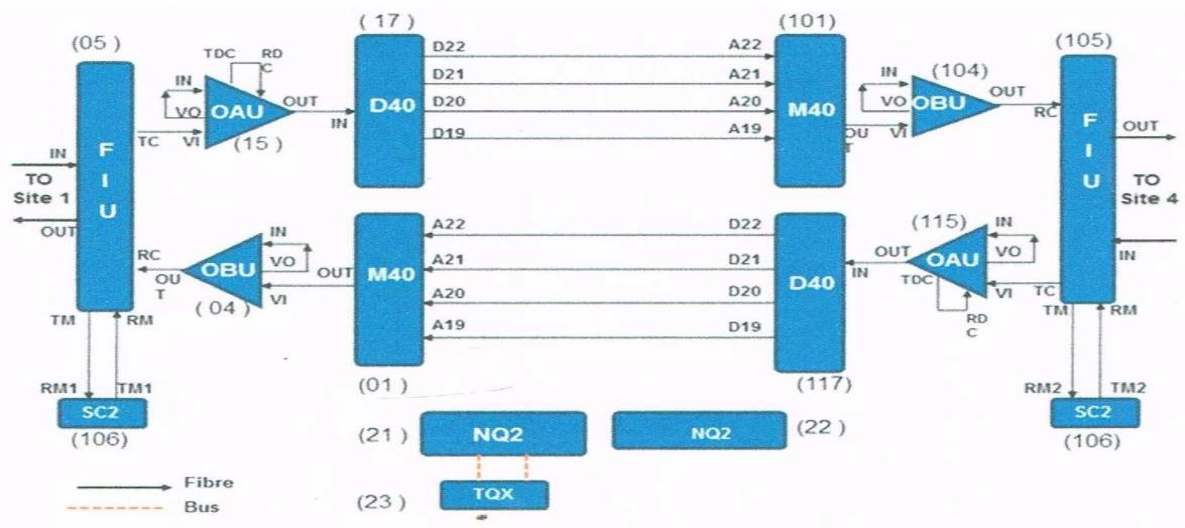 (05 )
( 17 )
(101)
(105)
TDC
RD
C
D22
A22
IN
VO
OAU
OUT
IN
TC
VI
(15 )
D40
D21
A21
D20
A20
D19
A19
M40
IN
(104)
VO
OBU
OUT
RC
OU
T
VI
F
I
U
F
I
U
IN
TO
Site 1
OUT
OUT
TO
Site 4
IN
RC
OU
T
OBU
IN
VO
VI
( 04 )
OUT
M40
A22
D22
A21
D21
A20
D20
A19
D19
D40
IN
OUT
(115)
OAU
IN
VO
VI
TDC
RD
C
TC
TM
RM
TM
RM
RM1
TM1
SC2
(106)
(01)
(117)
RM2
TM2
SC2
(106)
(21 )
NQ2
NQ2
(22 )
(23 )
TQX
Fibre
Bus